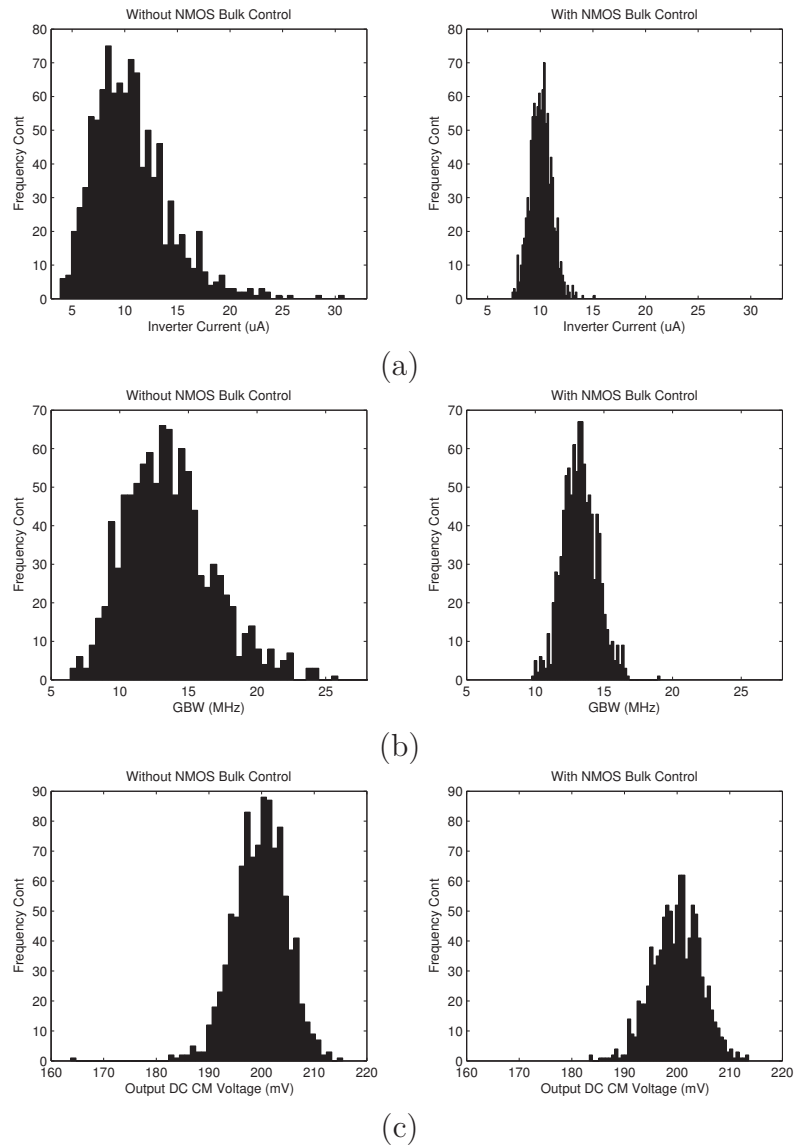 Without NMOS Bulk Control
With NMOS Bulk Control
80
70
60
50
40
30
20
10
0
Frequency Cont
5 10 15 20 25 30
Inverter Current (uA)
80
70
60
50
40
30
20
10
0
Frequency Cont
5 10 15 20 25 30
Inverter Current (uA)
(a)
Without NMOS Bulk Control
With NMOS Bulk Control
70
60
50
40
30
20
10
0
Frequency Cont
5 10 15 20 25
GBW (MHz)
70
60
50
40
30
20
10
0
Frequency Cont
5 10 15 20 25
GBW (MHz)
(b)
Without NMOS Bulk Control
With NMOS Bulk Control
90
80
70
60
50
40
30
20
10
0
Frequency Cont
160 170 180 190 200 210 220
Output DC CM Voltage (mV)
90
80
70
60
50
40
30
20
10
0
Frequency Cont
160 170 180 190 200 210 220
Output DC CM Voltage (mV)
(c)